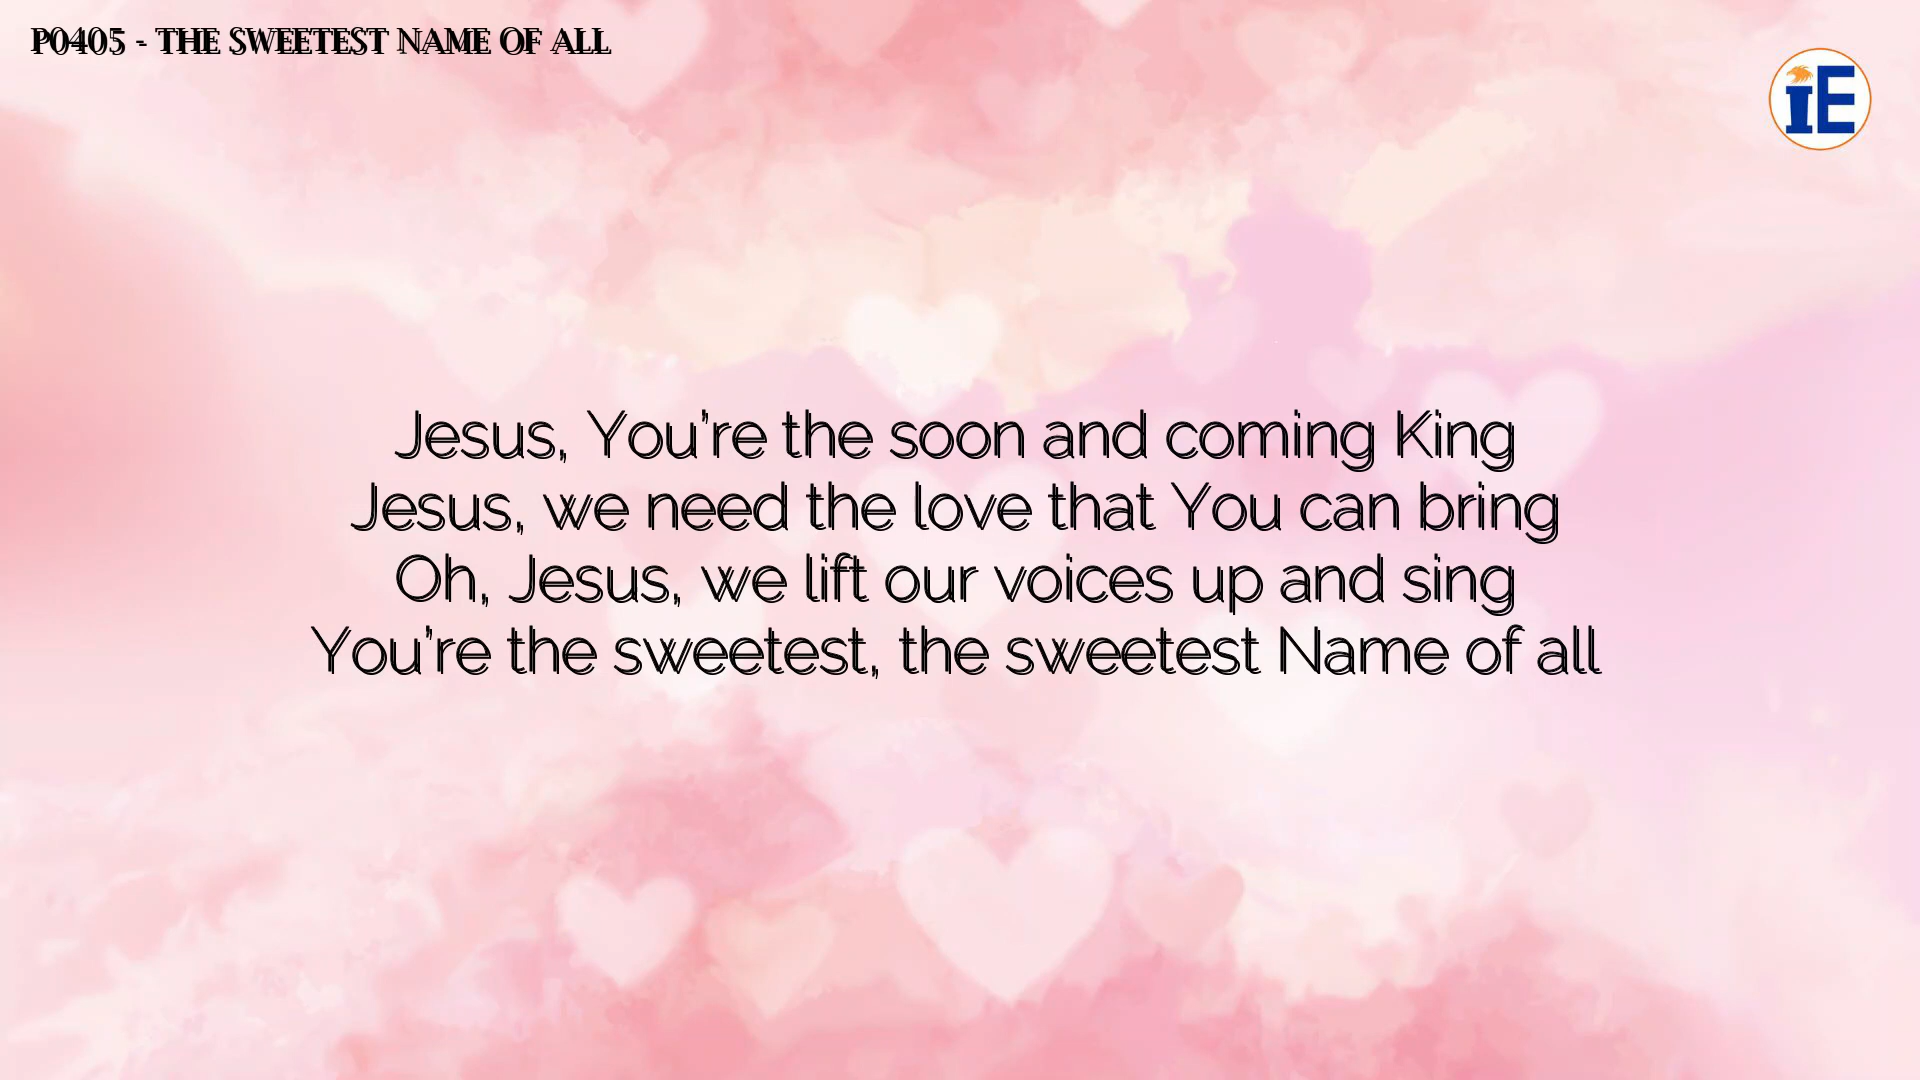 P0405 - THE SWEETEST NAME OF ALL
IE
Jesus, You're the soon and coming King
Jesus, we need the love that You can bring
Oh, Jesus, we lift our voices up and sing
You're the sweetest, the sweetest Name of all